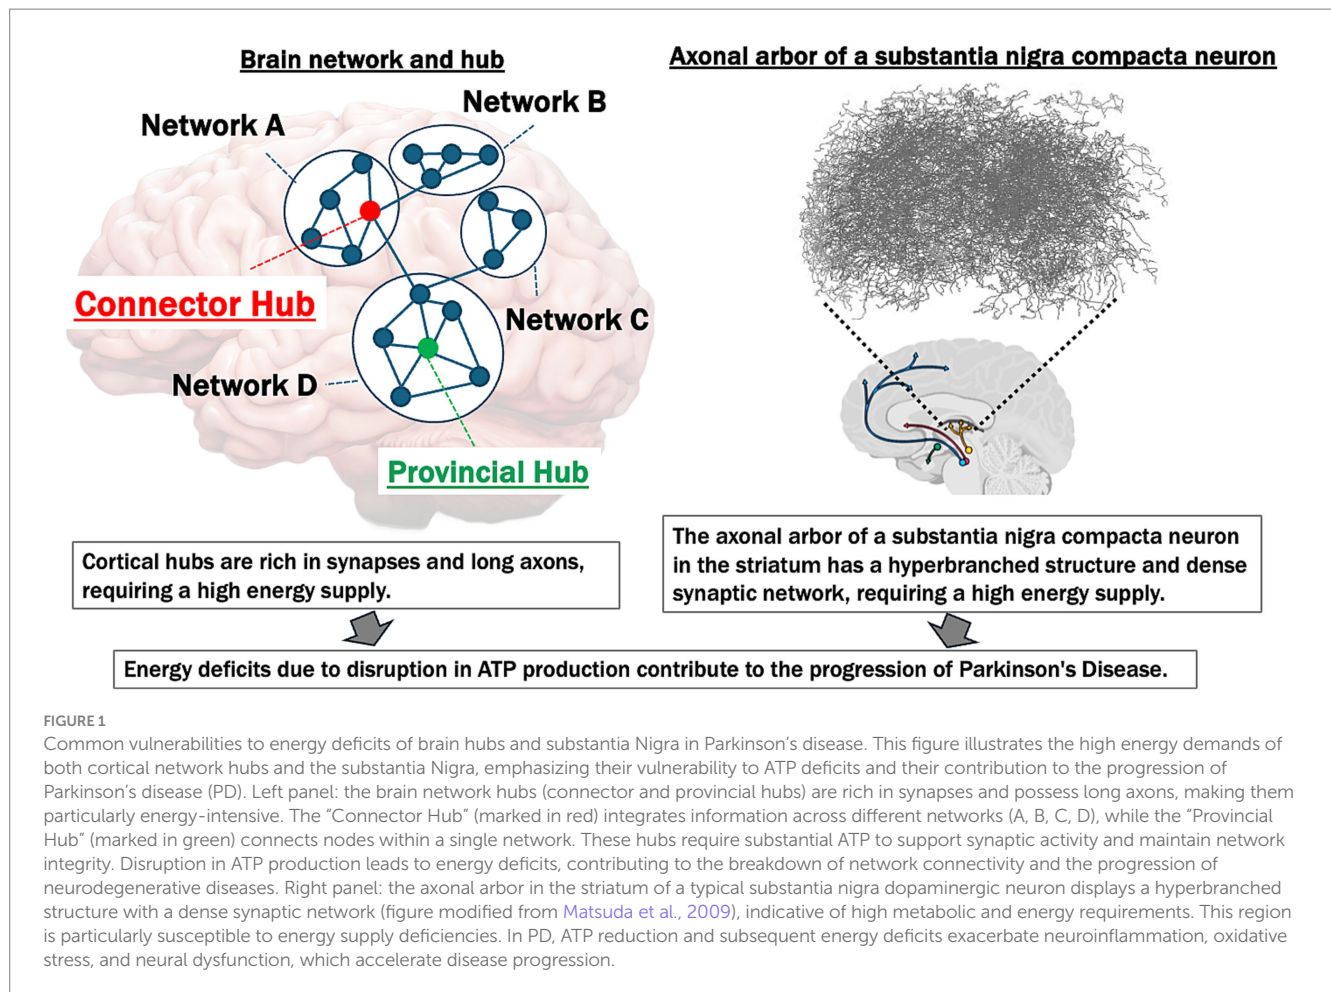 Brain network and hub
Axonal arbor of a substantia nigra compacta neuron
Network A
Network B
Connector Hub
Network C
Network D
Provincial Hub
Cortical hubs are rich in synapses and long axons,
requiring a high energy supply.
The axonal arbor of a substantia nigra compacta neuron
in the striatum has a hyperbranched structure and dense
synaptic network, requiring a high energy supply.
Energy deficits due to disruption in ATP production contribute to the progression of Parkinson's Disease.
FIGURE 1
Common vulnerabilities to energy deficits of brain hubs and substantia Nigra in Parkinson’s disease. This figure illustrates the high energy demands of
both cortical network hubs and the substantia Nigra, emphasizing their vulnerability to ATP deficits and their contribution to the progression of
Parkinson’s disease (PD). Left panel: the brain network hubs (connector and provincial hubs) are rich in synapses and possess long axons, making them
particularly energy-intensive. The “Connector Hub” (marked in red) integrates information across different networks (A, B, C, D), while the “Provincial
Hub” (marked in green) connects nodes within a single network. These hubs require substantial ATP to support synaptic activity and maintain network
integrity. Disruption in ATP production leads to energy deficits, contributing to the breakdown of network connectivity and the progression of
neurodegenerative diseases. Right panel: the axonal arbor in the striatum of a typical substantia nigra dopaminergic neuron displays a hyperbranched
structure with a dense synaptic network (figure modified from Matsuda et al., 2009), indicative of high metabolic and energy requirements. This region
is particularly susceptible to energy supply deficiencies. In PD, ATP reduction and subsequent energy deficits exacerbate neuroinflammation, oxidative
stress, and neural dysfunction, which accelerate disease progression.